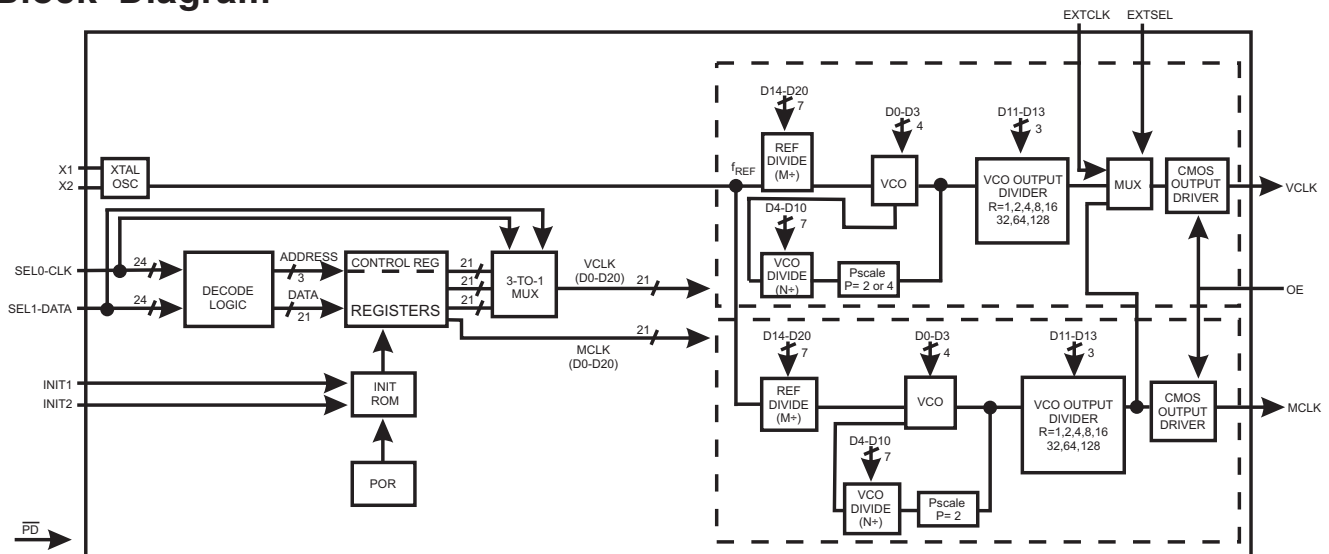 Block Diagram
EXTCLK EXTSEL
D14-D20
7
D0-D3
4
D11-D13
3
X1
X2
XTAL
OSC
fREF
REF
DIVIDE
(M÷)
VCO
VCO OUTPUT
DIVIDER
R=1,2,4,8,16
32,64,128
MUX
CMOS
OUTPUT
DRIVER
VCLK
D4-D10
7
VCO
DIVIDE
(N÷)
Pscale
P= 2 or 4
SEL0-CLK
24
SEL1-DATA
24
DECODE
LOGIC
ADDRESS
3
DATA
21
CONTROL REG
REGISTERS
21
21
21
3-TO-1
MUX
VCLK
(D0-D20)
21
21
MCLK
(D0-D20)
OE
INIT1
INIT2
INIT
ROM
POR
PD
D14-D20
7
D0-D3
4
D11-D13
3
REF
DIVIDE
(M÷)
VCO
VCO OUTPUT
DIVIDER
R=1,2,4,8,16
32,64,128
CMOS
OUTPUT
DRIVER
MCLK
D4-D10
7
VCO
DIVIDE
(N÷)
Pscale
P= 2